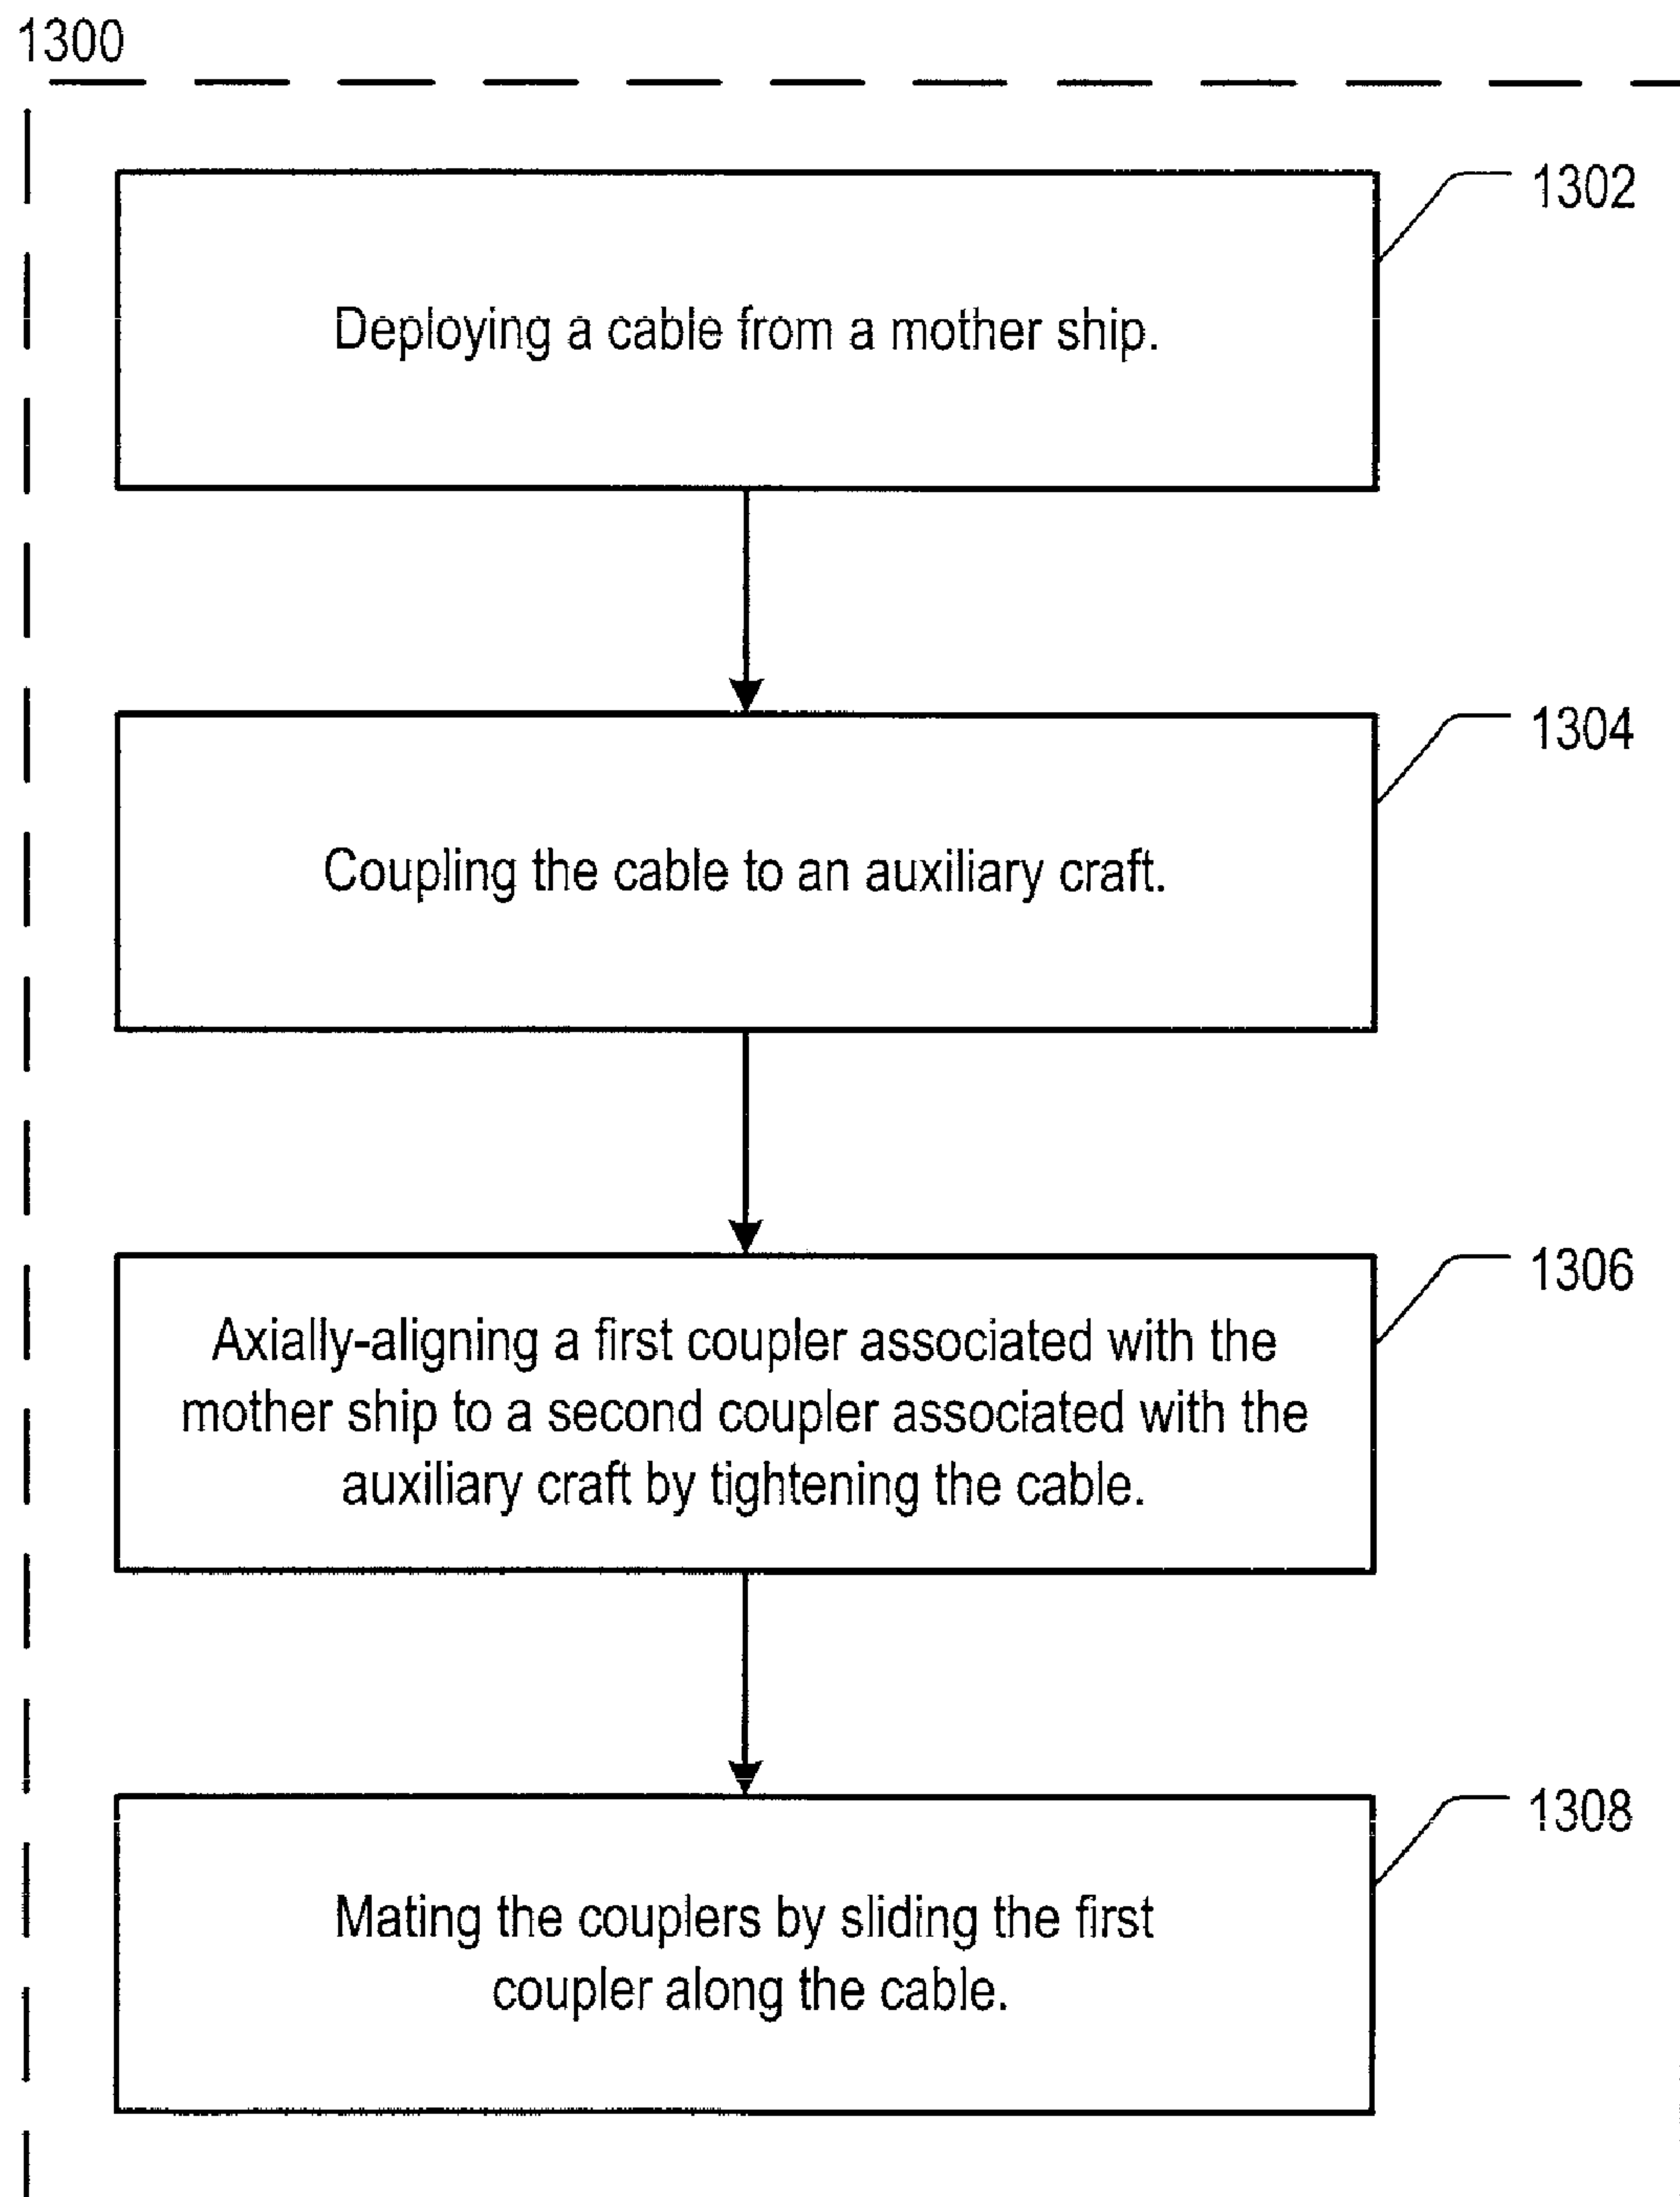 1300
1302
Deploying a cable from a mother ship.
1304
Coupling the cable to an auxiliary craft.
1306
Axially-aligning a first coupler associated with the
mother ship to a second coupler associated with the
auxiliary craft by tightening the cable.
1308
Mating the couplers by sliding the first
coupler along the cable.